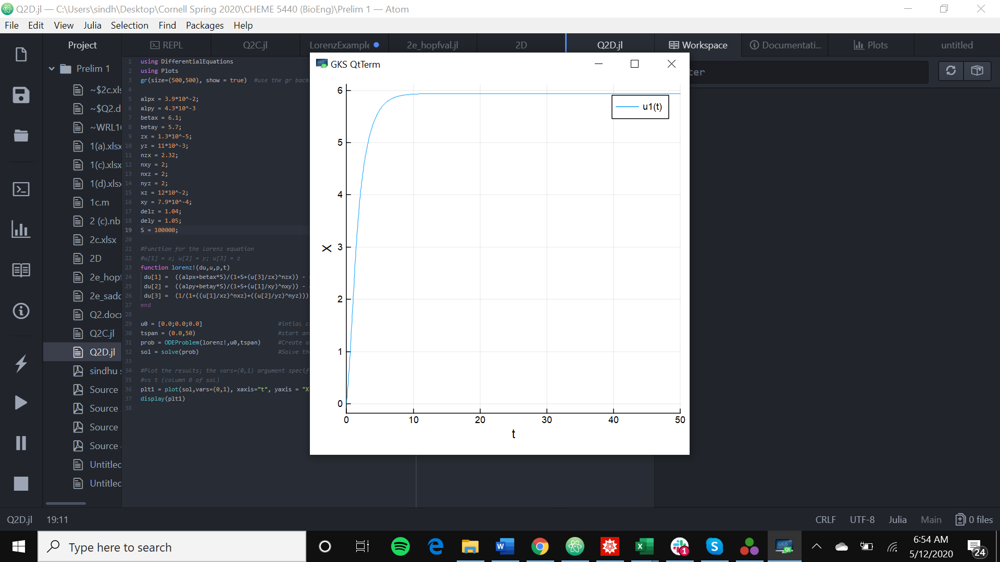 Q2D.jl — C:\Users\sindh\Desktop\Cornell Spring 2020\CHEME 5440 (BioEng)\Prelim 1 — Atom
File Edit View Julia Selection Find Packages Help
Project
REPL
Q2C.jl
LorenzExample
2e_hopfval.jl
2D
Q2D.jl
Workspace
Documentati...
Plots
untitled
Prelim 1
~$2c.xls
~$Q2.d
~WRL1
1(a).xlsx
1(c).xlsx
1(d).xlsx
1c.m
2 (c).nb
2c.xlsx
2D
2e_hopf
2e_sadd
Q2.docx
Q2C.jl
Q2D.jl
sindhu
Source
Source
Source
Source
Untitled
Untitled
1 using DifferentialEquations
2 using Plots
3 gr(size=(500,500), show = true) #use the gr back
4
5 alpx = 3.9*10^-2;
6 alpy = 4.3*10^-3
7 betax = 6.1;
8 betay = 5.7;
9 zx = 1.3*10^-5;
10 yz = 11*10^-3;
11 nzx = 2.32;
12 nxy = 2;
13 nxz = 2;
14 nyz = 2;
15 xz = 12*10^-2;
16 xy = 7.9*10^-4;
17 delz = 1.04;
18 dely = 1.05;
19 S = 100000;
20
21 #Function for the lorenz equation
22 #u[1] = x; u[2] = y; u[3] = z
23 function lorenz!(du,u,p,t)
24 du[1] = ((alpx+betax*S)/(1+S+(u[3]/zx)^nzx)) -
25 du[2] = ((alpy+betay*S)/(1+S+(u[1]/xy)^nxy)) -
26 du[3] = (1/(1+((u[1]/xz)^nxz)+((u[2]/yz)^nyz)))
27 end
28
29 u0 = [0.0;0.0;0.0] #intial c
30 tspan = (0.0,50) #start an
31 prob = ODEProblem(lorenz!,u0,tspan) #Create a
32 sol = solve(prob) #Solve th
33
34 #Plot the results; the vars=(0,1) argument specif
35 #vs t (column 0 of sol)
36 plt1 = plot(sol,vars=(0,1), xaxis="t", yaxis = "X
37 display(plt1)
38
GKS QtTerm
ter
6
5
4
3
2
1
0
X
u1(t)
0 10 20 30 40 50
t
Q2D.jl 19:11
CRLF UTF-8 Julia Main 0 files
Type here to search
1
GKS
Qt
6:54 AM
5/12/2020
24